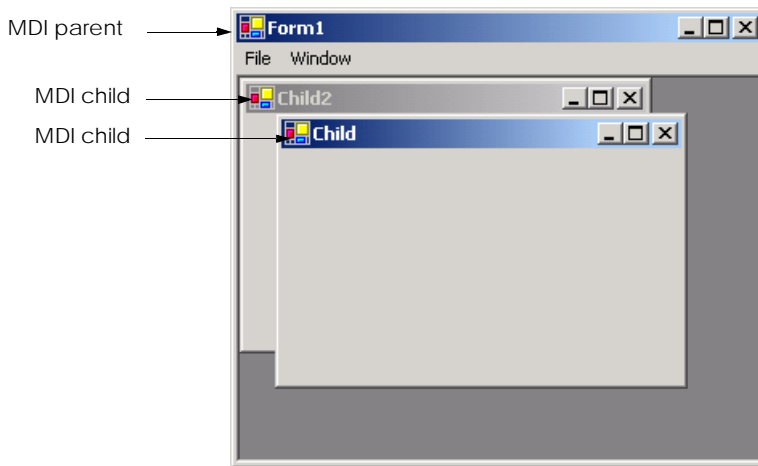 MDI parent
Form1
File Window
MDI child
Child2
MDI child
Child